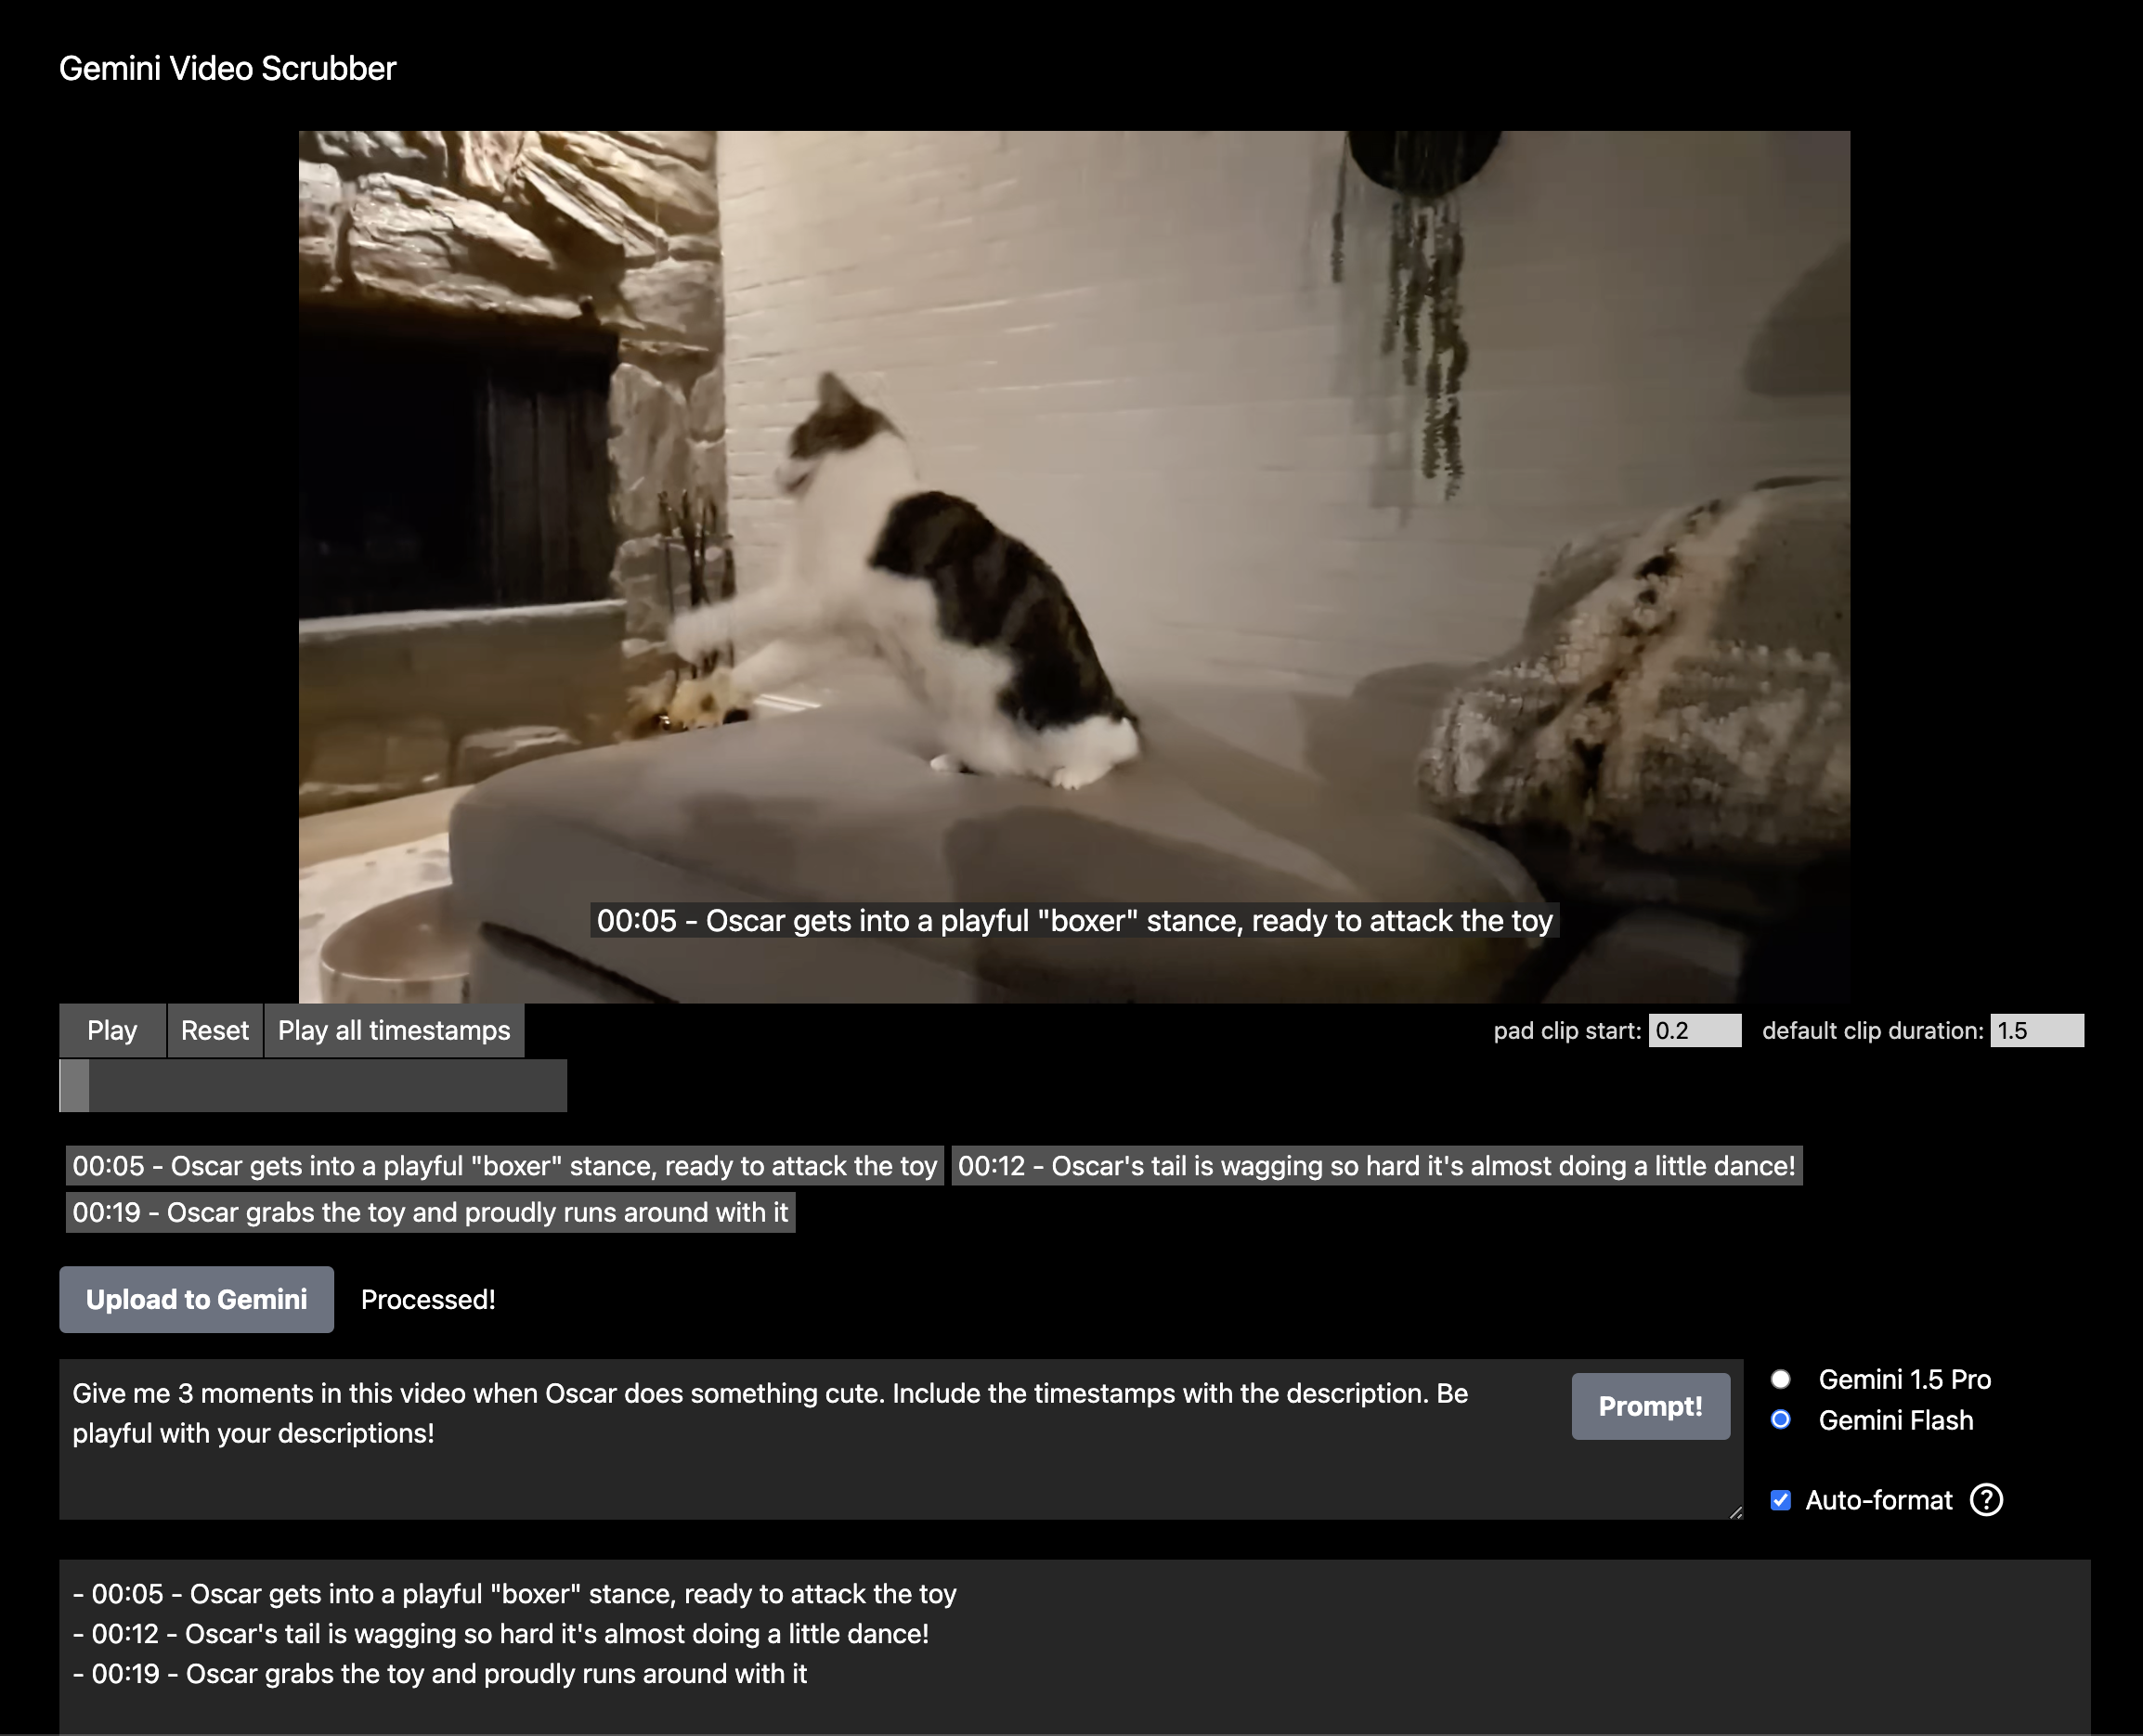 Gemini Video Scrubber
00:05 - Oscar gets into a playful "boxer" stance, ready to attack the toy
Play Reset Play all timestamps pad clip start: 0.2 default clip duration: 1.5
00:05 - Oscar gets into a playful "boxer" stance, ready to attack the toy 00:12 - Oscar's tail is wagging so hard it's almost doing a little dance!
00:19 - Oscar grabs the toy and proudly runs around with it
Upload to Gemini Processed!
Give me 3 moments in this video when Oscar does something cute. Include the timestamps with the description. Be
playful with your descriptions!
Prompt!
Gemini 1.5 Pro
Gemini Flash
Auto-format ?
- 00:05 - Oscar gets into a playful "boxer" stance, ready to attack the toy
- 00:12 - Oscar's tail is wagging so hard it's almost doing a little dance!
- 00:19 - Oscar grabs the toy and proudly runs around with it